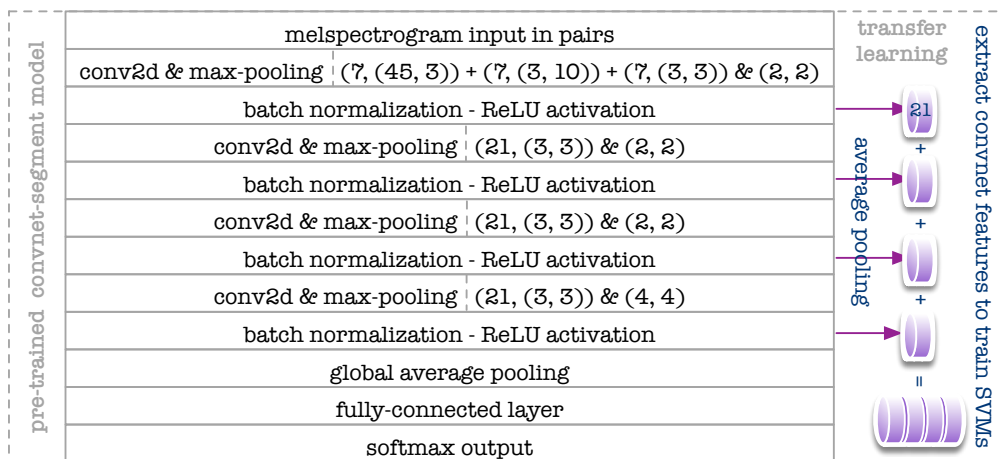 pre-trained convnet-segment model
melspectrogram input in pairs
conv2d & max-pooling (7, (45, 3)) + (7, (3, 10)) + (7, (3, 3)) & (2, 2)
batch normalization - ReLU activation
conv2d & max-pooling (21, (3, 3)) & (2, 2)
batch normalization - ReLU activation
conv2d & max-pooling (21, (3, 3)) & (2, 2)
batch normalization - ReLU activation
conv2d & max-pooling (21, (3, 3)) & (4, 4)
batch normalization - ReLU activation
global average pooling
fully-connected layer
softmax output
transfer
learning
average pooling
21
+
+
+
=
extract convnet features to train SVMs